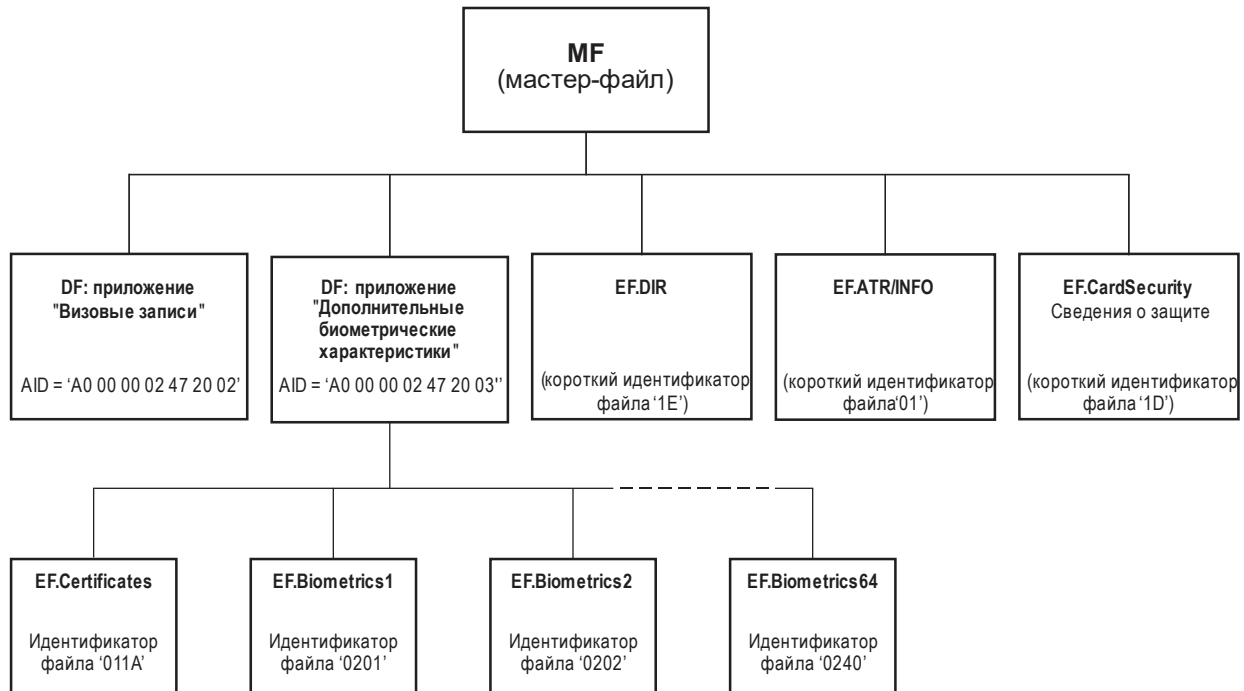 MF
(мастер-файл)
DF: приложение
"Визовые записи"
AID = ‘A0 00 00 02 47 20 02’
DF: приложение
"Дополнительные
биометрические
характеристики"
AID = ‘A0 00 00 02 47 20 03"
EF.DIR
(короткий идентификатор
файла ‘1E’)
EF.ATR/INFO
(короткий идентификатор
файла‘01’)
EF.CardSecurity
Сведения о защите
(короткий идентификатор
файла ‘1D’)
EF.Certificates
Идентификатор
файла ‘011A’
EF.Biometrics1
Идентификатор
файла ‘0201’
EF.Biometrics2
Идентификатор
файла ‘0202’
EF.Biometrics64
Идентификатор
файла ‘0240’